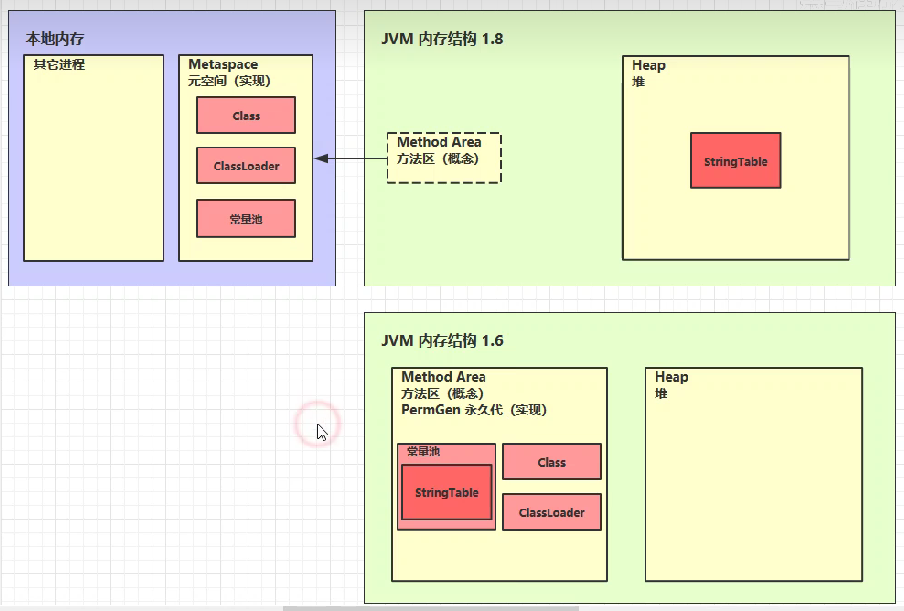 本地内存
其它进程
Metaspace
元空间（实现）
Class
ClassLoader
常量池
JVM 内存结构 1.8
Method Area
方法区（概念）
Heap
堆
StringTable
JVM 内存结构 1.6
Method Area
方法区（概念）
PermGen 永久代（实现）
常量池
StringTable
Class
ClassLoader
Heap
堆